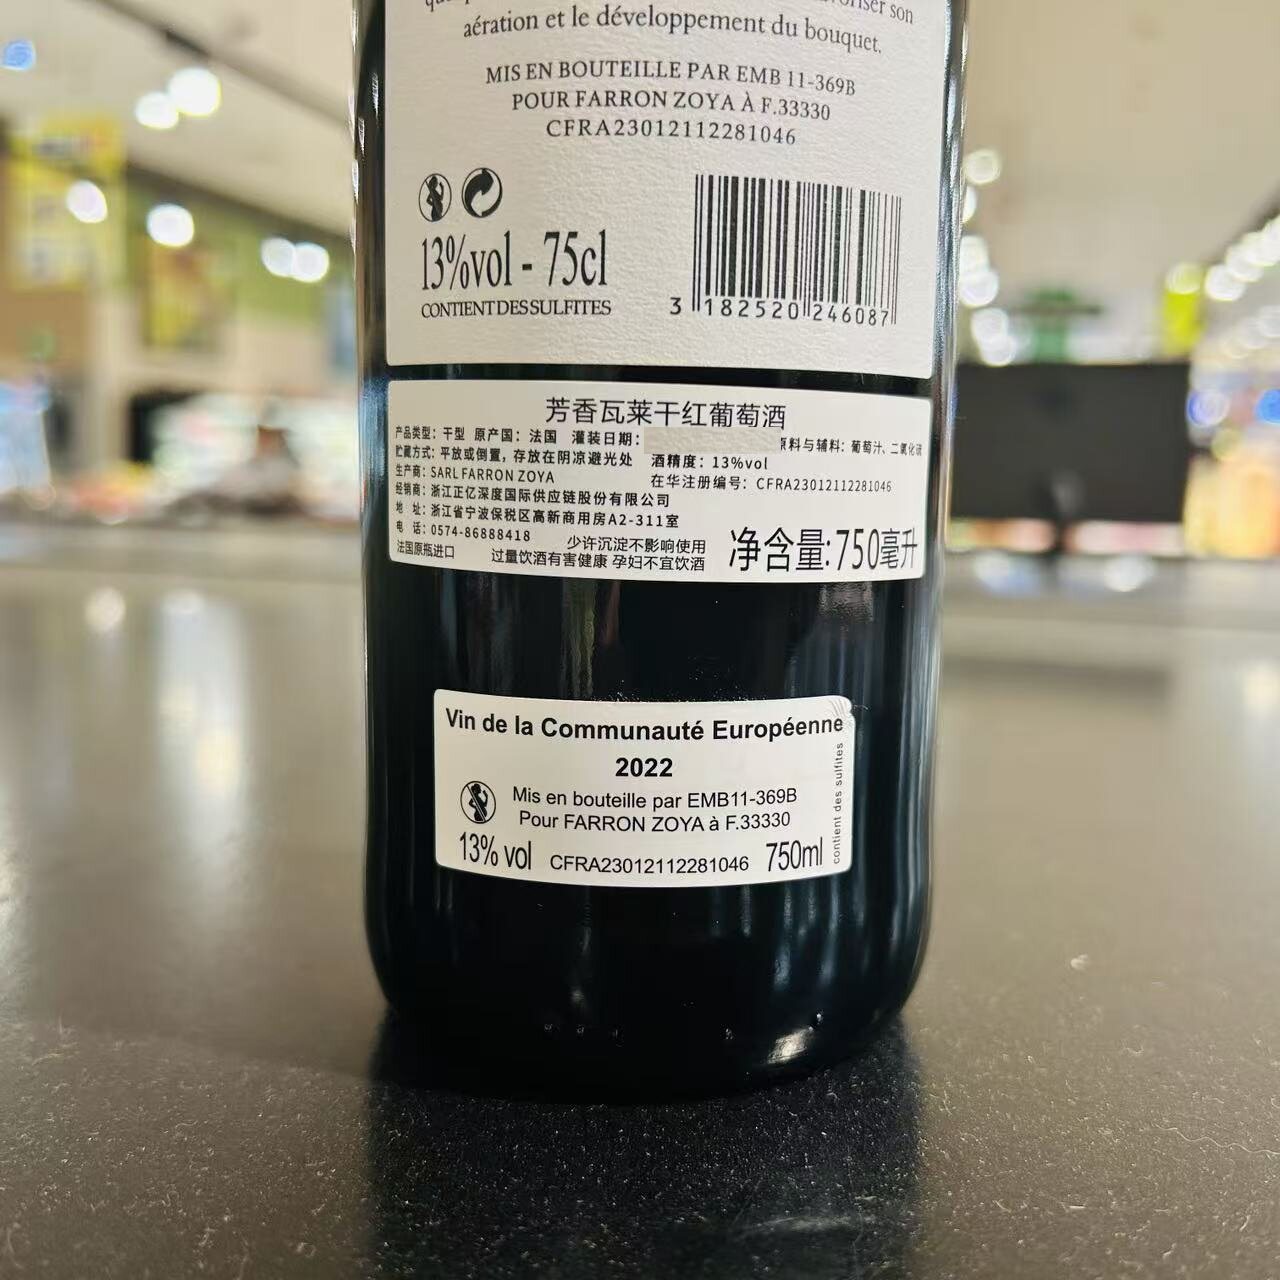 son
aération et le développement du bouquet.
MIS EN BOUTEILLE PAR EMB 11-369B
POUR FARRON ZOYA À F.33330
CFRA23012112281046
13%vol - 75cl
CONTIENT DES SULFITES
3 182520 246087
芳香瓦莱干红葡萄酒
产品类型: 干型 原产国: 法国 灌装日期: 原料与辅料: 葡萄汁、二氧化硫
贮藏方式: 平放或倒置, 存放在阴凉避光处 酒精度: 13%vol
生产商: SARL FARRON ZOYA 在华注册编号: CFRA23012112281046
经销商: 浙江正亿深度国际供应链股份有限公司
地 址: 浙江省宁波保税区高新商用房A2-311室
电 话: 0574-86888418 少许沉淀不影响使用
法国原瓶进口 过量饮酒有害健康 孕妇不宜饮酒
净含量: 750毫升
Vin de la Communauté Européenne
2022
Mis en bouteille par EMB11-369B
Pour FARRON ZOYA à F.33330
13% vol CFRA23012112281046 750ml
contient des sulfites